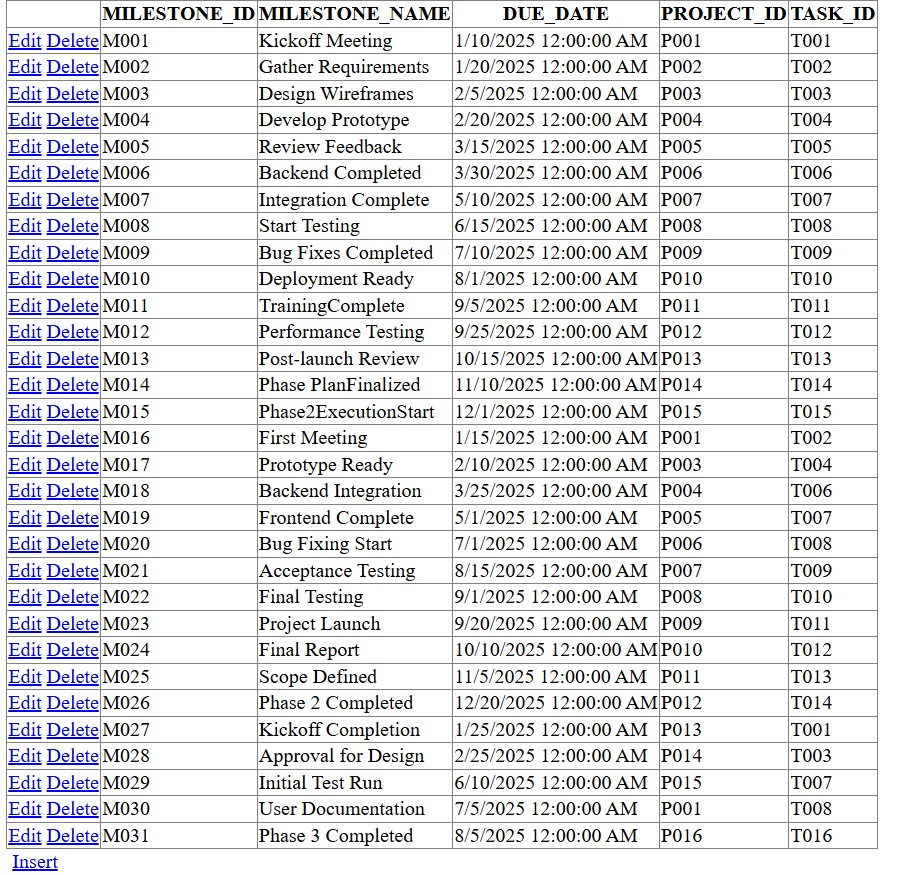 MILESTONE_ID MILESTONE_NAME DUE_DATE PROJECT_ID TASK_ID
Edit Delete M001 Kickoff Meeting 1/10/2025 12:00:00 AM P001 T001
Edit Delete M002 Gather Requirements 1/20/2025 12:00:00 AM P002 T002
Edit Delete M003 Design Wireframes 2/5/2025 12:00:00 AM P003 T003
Edit Delete M004 Develop Prototype 2/20/2025 12:00:00 AM P004 T004
Edit Delete M005 Review Feedback 3/15/2025 12:00:00 AM P005 T005
Edit Delete M006 Backend Completed 3/30/2025 12:00:00 AM P006 T006
Edit Delete M007 Integration Complete 5/10/2025 12:00:00 AM P007 T007
Edit Delete M008 Start Testing 6/15/2025 12:00:00 AM P008 T008
Edit Delete M009 Bug Fixes Completed 7/10/2025 12:00:00 AM P009 T009
Edit Delete M010 Deployment Ready 8/1/2025 12:00:00 AM P010 T010
Edit Delete M011 TrainingComplete 9/5/2025 12:00:00 AM P011 T011
Edit Delete M012 Performance Testing 9/25/2025 12:00:00 AM P012 T012
Edit Delete M013 Post-launch Review 10/15/2025 12:00:00 AM P013 T013
Edit Delete M014 Phase PlanFinalized 11/10/2025 12:00:00 AM P014 T014
Edit Delete M015 Phase2ExecutionStart 12/1/2025 12:00:00 AM P015 T015
Edit Delete M016 First Meeting 1/15/2025 12:00:00 AM P001 T002
Edit Delete M017 Prototype Ready 2/10/2025 12:00:00 AM P003 T004
Edit Delete M018 Backend Integration 3/25/2025 12:00:00 AM P004 T006
Edit Delete M019 Frontend Complete 5/1/2025 12:00:00 AM P005 T007
Edit Delete M020 Bug Fixing Start 7/1/2025 12:00:00 AM P006 T008
Edit Delete M021 Acceptance Testing 8/15/2025 12:00:00 AM P007 T009
Edit Delete M022 Final Testing 9/1/2025 12:00:00 AM P008 T010
Edit Delete M023 Project Launch 9/20/2025 12:00:00 AM P009 T011
Edit Delete M024 Final Report 10/10/2025 12:00:00 AM P010 T012
Edit Delete M025 Scope Defined 11/5/2025 12:00:00 AM P011 T013
Edit Delete M026 Phase 2 Completed 12/20/2025 12:00:00 AM P012 T014
Edit Delete M027 Kickoff Completion 1/25/2025 12:00:00 AM P013 T001
Edit Delete M028 Approval for Design 2/25/2025 12:00:00 AM P014 T003
Edit Delete M029 Initial Test Run 6/10/2025 12:00:00 AM P015 T007
Edit Delete M030 User Documentation 7/5/2025 12:00:00 AM P001 T008
Edit Delete M031 Phase 3 Completed 8/5/2025 12:00:00 AM P016 T016
Insert